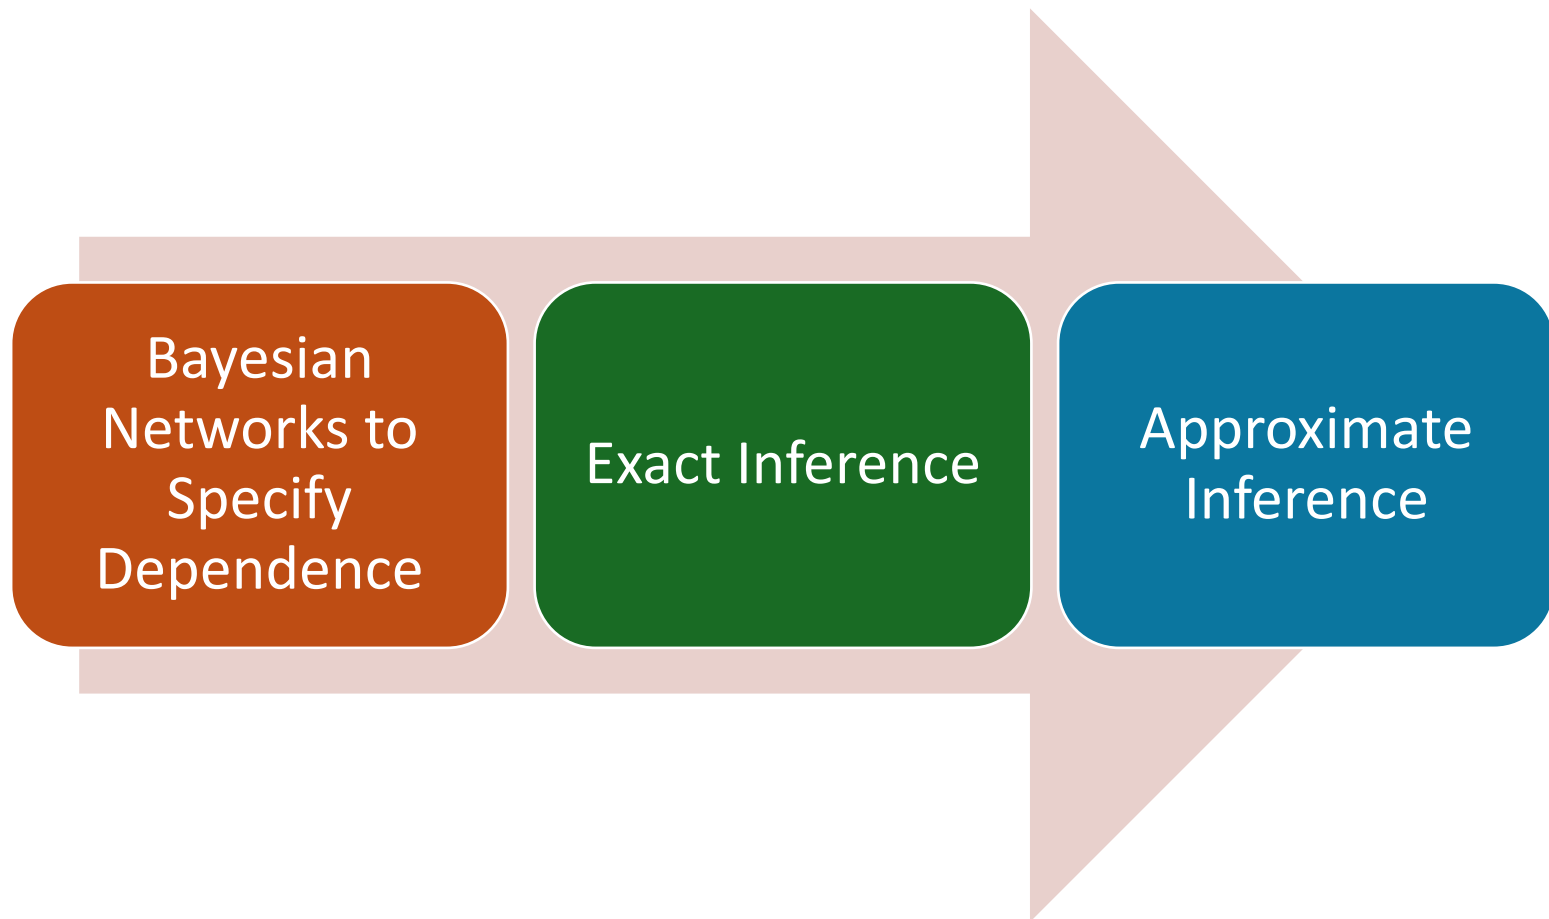 Bayesian
Networks to
Specify
Dependence
Exact Inference
Approximate
Inference